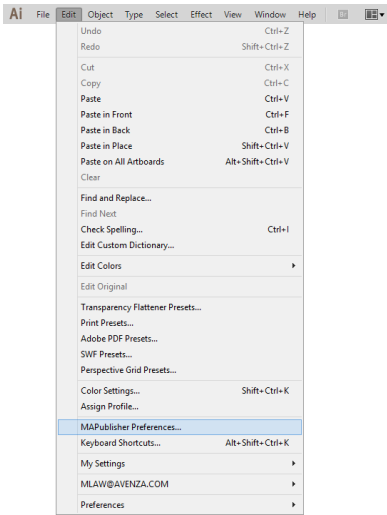 Ai File Edit Object Type Select Effect View Window Help Br
Undo Ctrl+Z
Redo Shift+Ctrl+Z
Cut Ctrl+X
Copy Ctrl+C
Paste Ctrl+V
Paste in Front Ctrl+F
Paste in Back Ctrl+B
Paste in Place Shift+Ctrl+V
Paste on All Artboards Alt+Shift+Ctrl+V
Clear
Find and Replace...
Find Next
Check Spelling... Ctrl+I
Edit Custom Dictionary...
Edit Colors
Edit Original
Transparency Flattener Presets...
Print Presets...
Adobe PDF Presets...
SWF Presets...
Perspective Grid Presets...
Color Settings... Shift+Ctrl+K
Assign Profile...
MAPublisher Preferences...
Keyboard Shortcuts... Alt+Shift+Ctrl+K
My Settings
MLAW@AVENZA.COM
Preferences